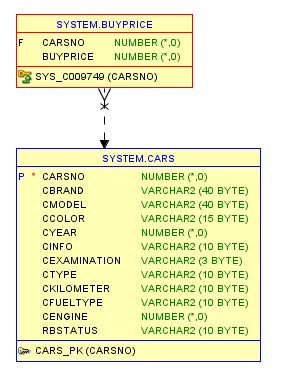 SYSTEM.BUYPRICE
F CARSNO NUMBER (*,0)
BUYPRICE NUMBER (*,0)
SYS_C009749 (CARSNO)
SYSTEM.CARS
P * CARSNO NUMBER (*,0)
CBRAND VARCHAR2 (40 BYTE)
CMODEL VARCHAR2 (40 BYTE)
CCOLOR VARCHAR2 (15 BYTE)
CYEAR NUMBER (*,0)
CINFO VARCHAR2 (10 BYTE)
CEXAMINATION VARCHAR2 (3 BYTE)
CTYPE VARCHAR2 (10 BYTE)
CKILOMETER VARCHAR2 (10 BYTE)
CFUELTYPE VARCHAR2 (10 BYTE)
CENGINE NUMBER (*,0)
RBSTATUS VARCHAR2 (10 BYTE)
CARS_PK (CARSNO)